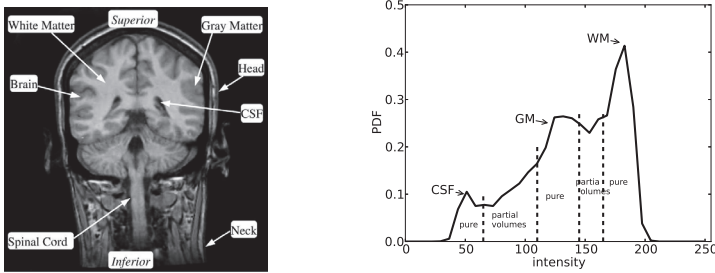 Superior
White Matter
Gray Matter
Head
Brain
CSF
Spinal Cord
Neck
Inferior
0.5
0.4
0.3
0.2
0.1
0.0
PDF
WM
GM
CSF
pure
partial
volumes
pure
partia
olumes
pure
0
50
100
150
200
250
intensity